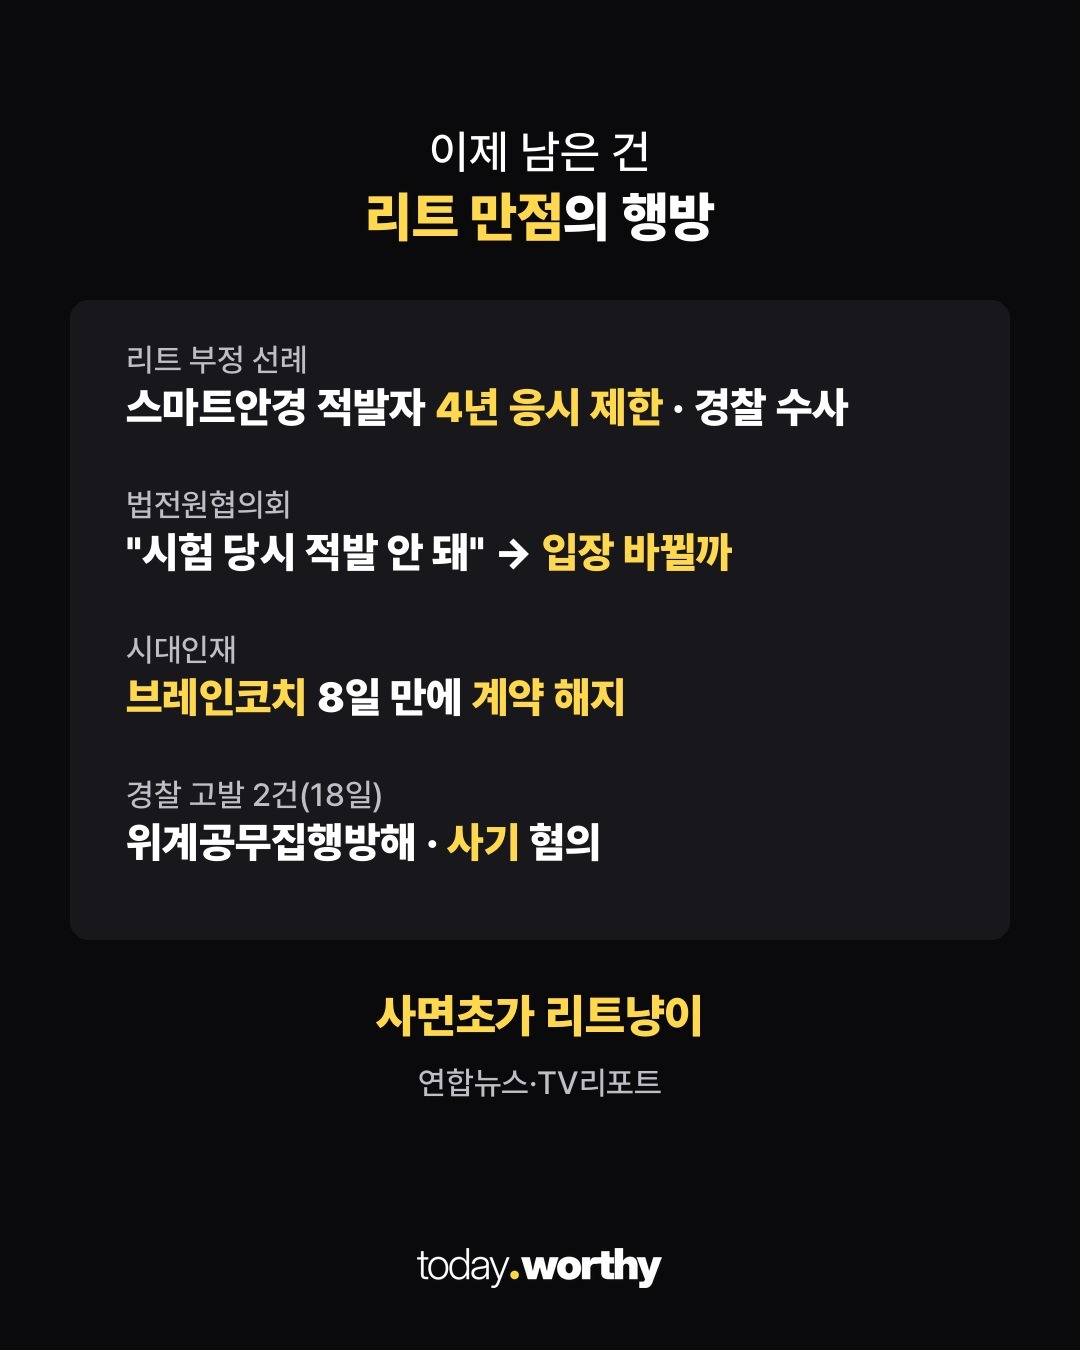 이제 남은 건
리트 만점의 행방
리트 부정 선례
스마트안경 적발자 4년 응시 제한 · 경찰 수사
법전원협의회
"시험 당시 적발 안 돼" → 입장 바뀔까
시대인재
브레인코치 8일 만에 계약 해지
경찰 고발 2건(18일)
위계공무집행방해 · 사기 혐의
사면초가 리트냥이
연합뉴스·TV리포트
today.worthy